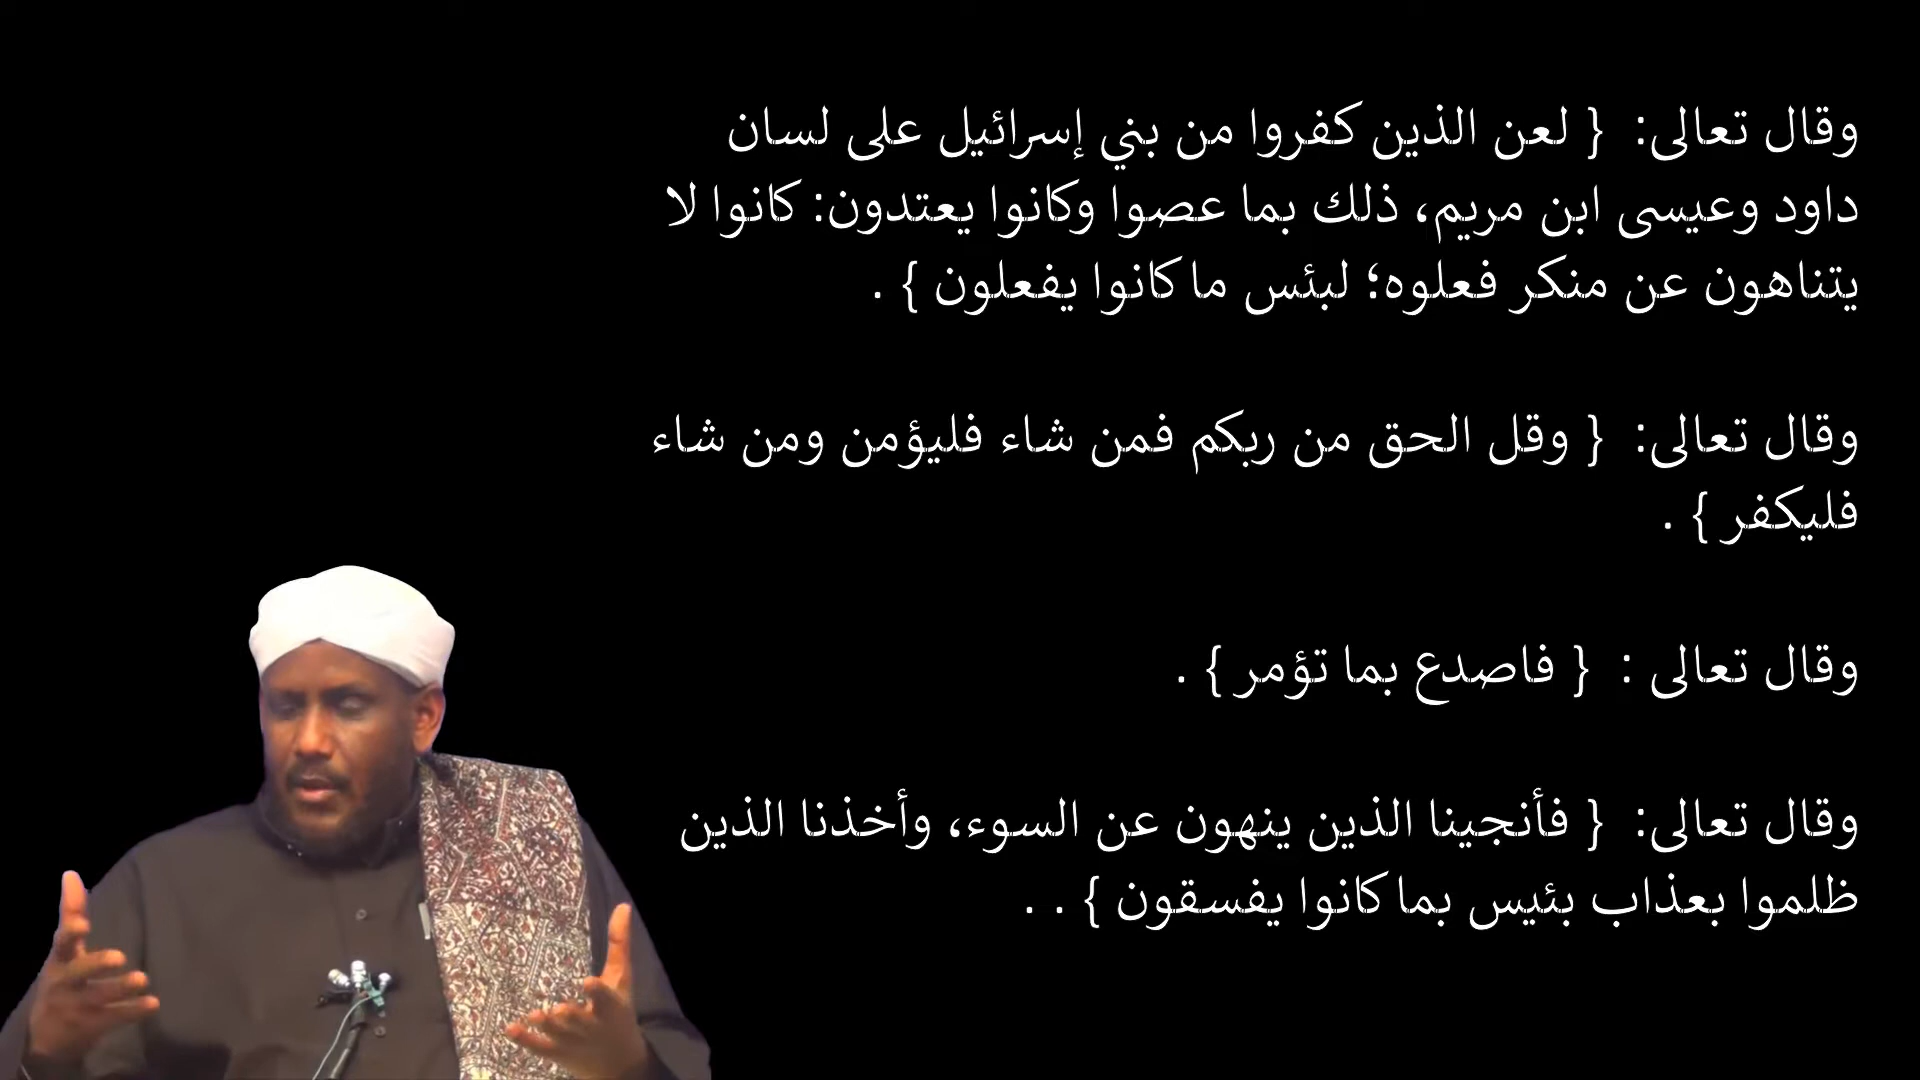 وقال تعالى: { لعن الذين كفروا من بني إسرائيل على لسان
داود وعيسى ابن مريم، ذلك بما عصوا وكانوا يعتدون: كانوا لا
يتناهون عن منكر فعلوه؛ لبئس ما كانوا يفعلون } .
وقال تعالى: { وقل الحق من ربكم فمن شاء فليؤمن ومن شاء
فليكفر } .
وقال تعالى : { فاصدع بما تؤمر } .
وقال تعالى: { فأنجينا الذين ينهون عن السوء، وأخذنا الذين
ظلموا بعذاب بئيس بما كانوا يفسقون } . .